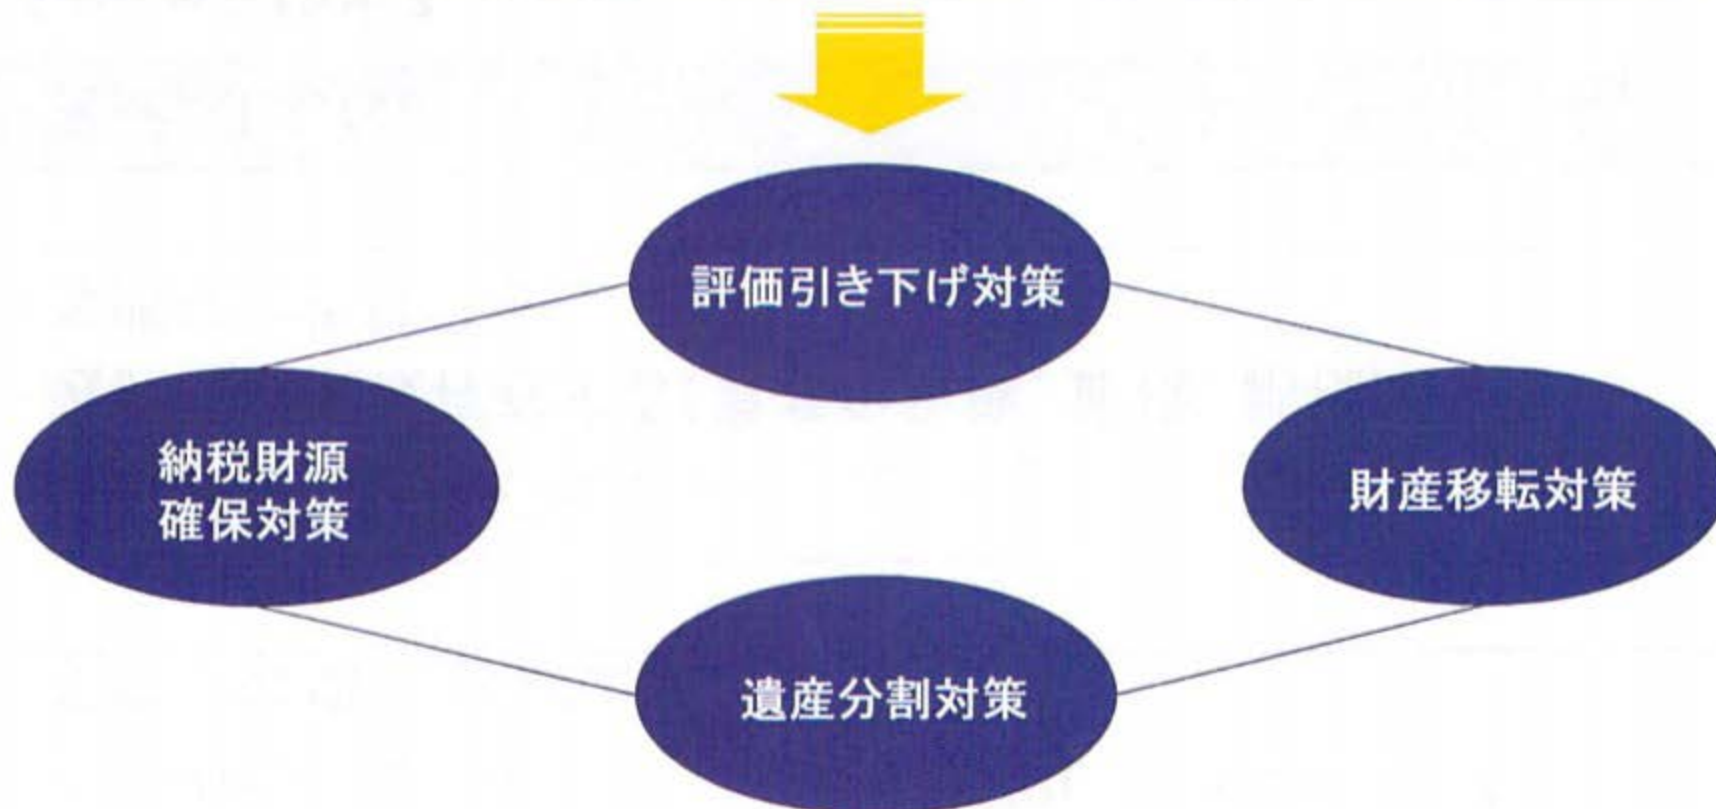 評価引き下げ対策
納税財源
確保対策
財産移転対策
遺産分割対策